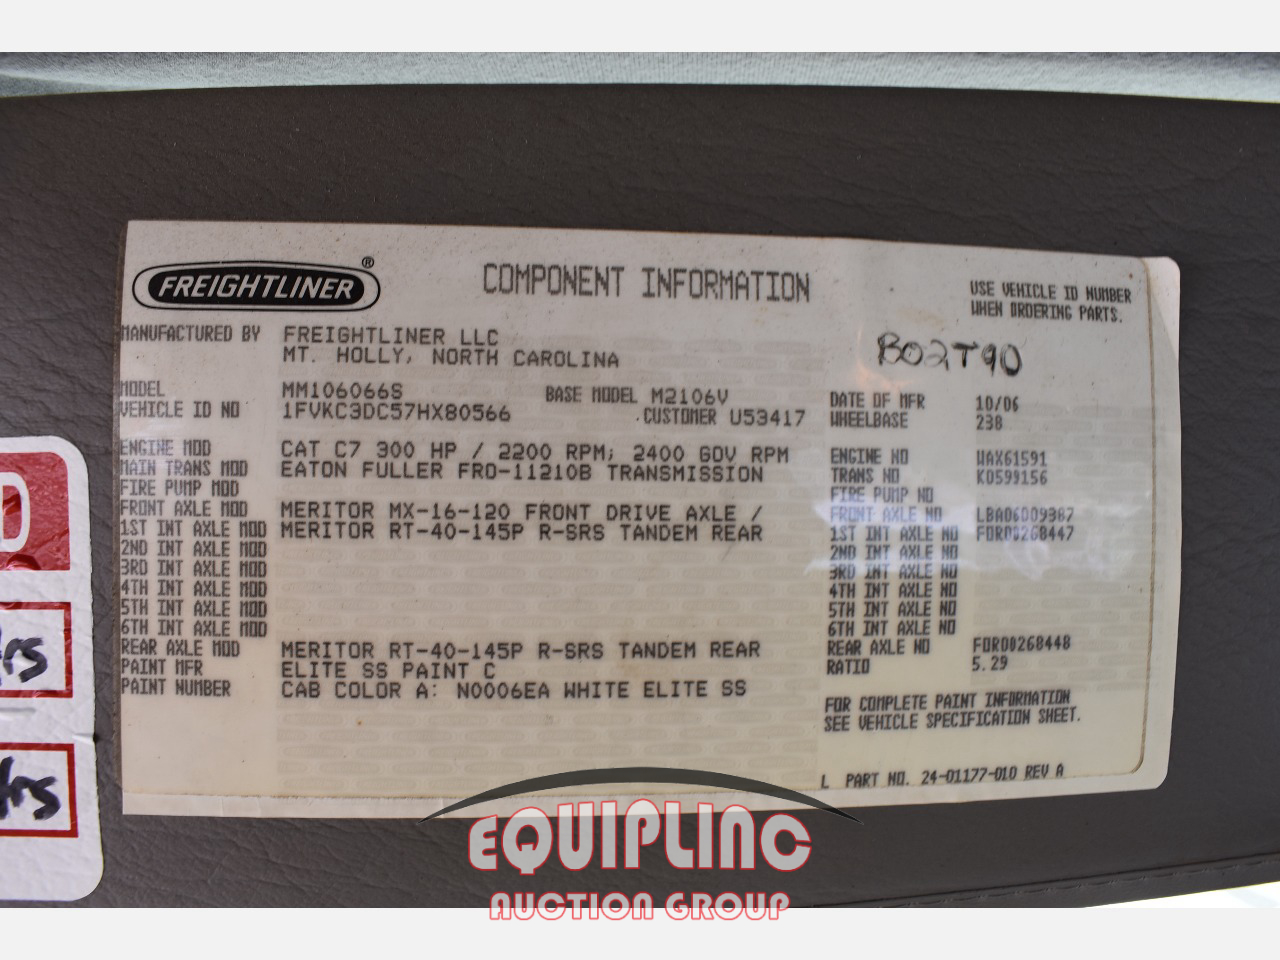 FREIGHTLINER®
COMPONENT INFORMATION
USE VEHICLE ID NUMBER
WHEN ORDERING PARTS.
MANUFACTURED BY FREIGHTLINER LLC
MT. HOLLY, NORTH CAROLINA
B02T90
MODEL MM106066S BASE MODEL M2106V DATE OF MFR 10/06
VEHICLE ID NO 1FVKC3DC57HX80566 CUSTOMER U53417 WHEELBASE 238
ENGINE MOD CAT C7 300 HP / 2200 RPM; 2400 GOV RPM ENGINE NO WAX61591
MAIN TRANS MOD EATON FULLER FRO-11210B TRANSMISSION TRANS NO K0599156
FIRE PUMP MOD FIRE PUMP NO
FRONT AXLE MOD MERITOR MX-16-120 FRONT DRIVE AXLE / FRONT AXLE NO LBA06009387
1ST INT AXLE MOD MERITOR RT-40-145P R-SRS TANDEM REAR 1ST INT AXLE NO FOR00268447
2ND INT AXLE MOD 2ND INT AXLE NO
3RD INT AXLE MOD 3RD INT AXLE NO
4TH INT AXLE MOD 4TH INT AXLE NO
5TH INT AXLE MOD 5TH INT AXLE NO
6TH INT AXLE MOD 6TH INT AXLE NO
REAR AXLE MOD MERITOR RT-40-145P R-SRS TANDEM REAR REAR AXLE NO FOR00268448
PAINT MFR ELITE SS PAINT C RATIO 5.29
PAINT NUMBER CAB COLOR A: N0006EA WHITE ELITE SS
FOR COMPLETE PAINT INFORMATION
SEE VEHICLE SPECIFICATION SHEET.
L PART NO. 24-01177-010 REV A
D
hrs
hrs
EQUIPLINC
AUCTION GROUP